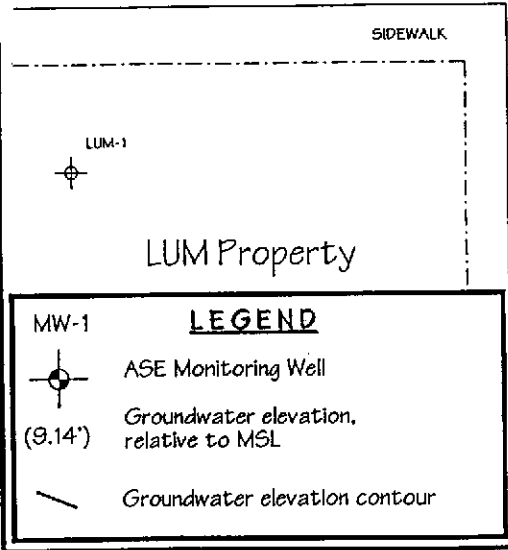 SIDEWALK
LUM-1
LUM Property
LEGEND
MW-1
ASE Monitoring Well
(9.14')
Groundwater elevation,
relative to MSL
Groundwater elevation contour